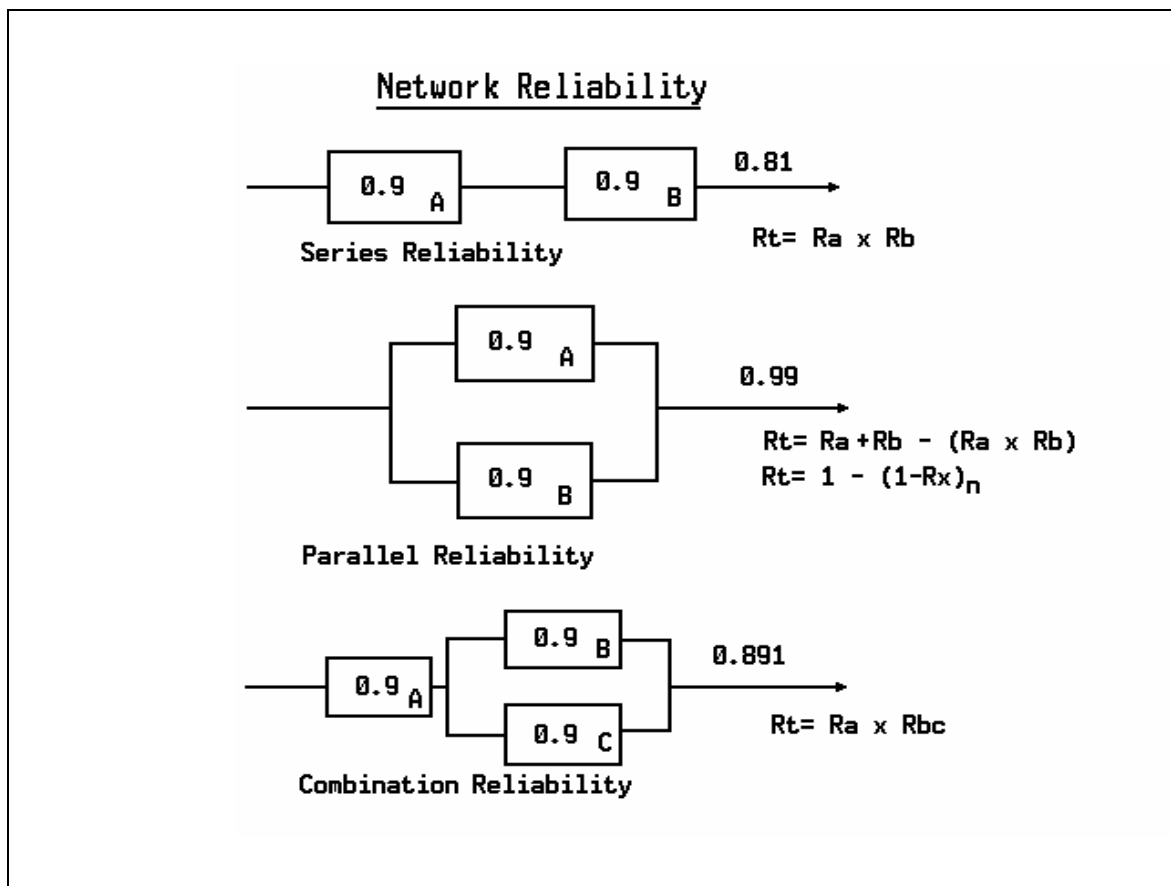 Network Reliability
0.9 A
0.9 B
0.81
Rt= Ra x Rb
Series Reliability
0.9 A
0.99
Rt= Ra+Rb - (Ra x Rb)
Rt= 1 - (1-Rx)n
0.9 B
Parallel Reliability
0.9 B
0.891
0.9 A
Rt= Ra x Rbc
0.9 C
Combination Reliability